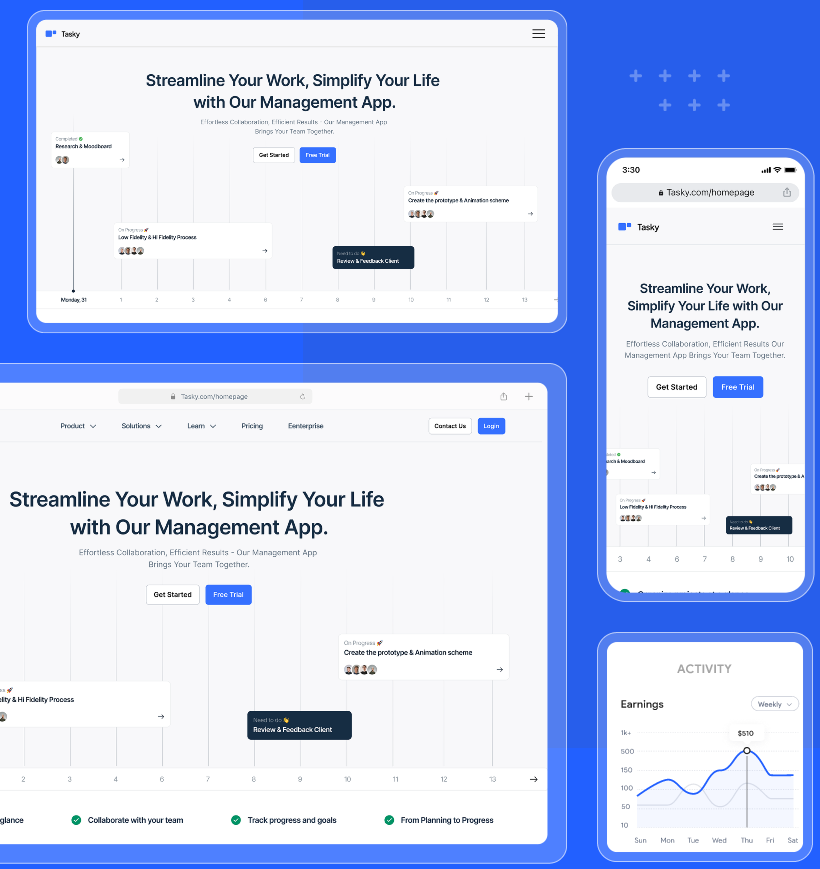 Tasky
Streamline Your Work, Simplify Your Life
with Our Management App.
Effortless Collaboration, Efficient Results - Our Management App
Brings Your Team Together.
Get Started
Free Trial
Completed
Research & Moodboard
On Progress 🚀
Create the prototype & Animation scheme
On Progress 🚀
Low Fidelity & Hi Fidelity Process
Need to do 👋
Review & Feedback Client
Monday, 31 1 2 3 4 5 6 7 8 9 10 11 12 13
3:30
Tasky.com/homepage
Tasky
Streamline Your Work,
Simplify Your Life with Our
Management App.
Effortless Collaboration, Efficient Results Our
Management App Brings Your Team Together.
Get Started
Free Trial
arch & Moodboard
On Progress 🚀
Create the prototype & A
On Progress 🚀
Low Fidelity & Hi Fidelity Process
Need to do 👋
Review & Feedback Client
3 4 5 6 7 8 9 10
Tasky.com/homepage
Product Solutions Learn Pricing Eenterprise Contact Us Login
Streamline Your Work, Simplify Your Life
with Our Management App.
Effortless Collaboration, Efficient Results - Our Management App
Brings Your Team Together.
Get Started
Free Trial
On Progress 🚀
Create the prototype & Animation scheme
ess 🚀
elity & Hi Fidelity Process
Need to do 👋
Review & Feedback Client
2 3 4 5 6 7 8 9 10 11 12 13
glance
Collaborate with your team
Track progress and goals
From Planning to Progress
ACTIVITY
Earnings
Weekly
$510
1k+
500
150
100
50
10
Sun Mon Tue Wed Thu Fri Sat